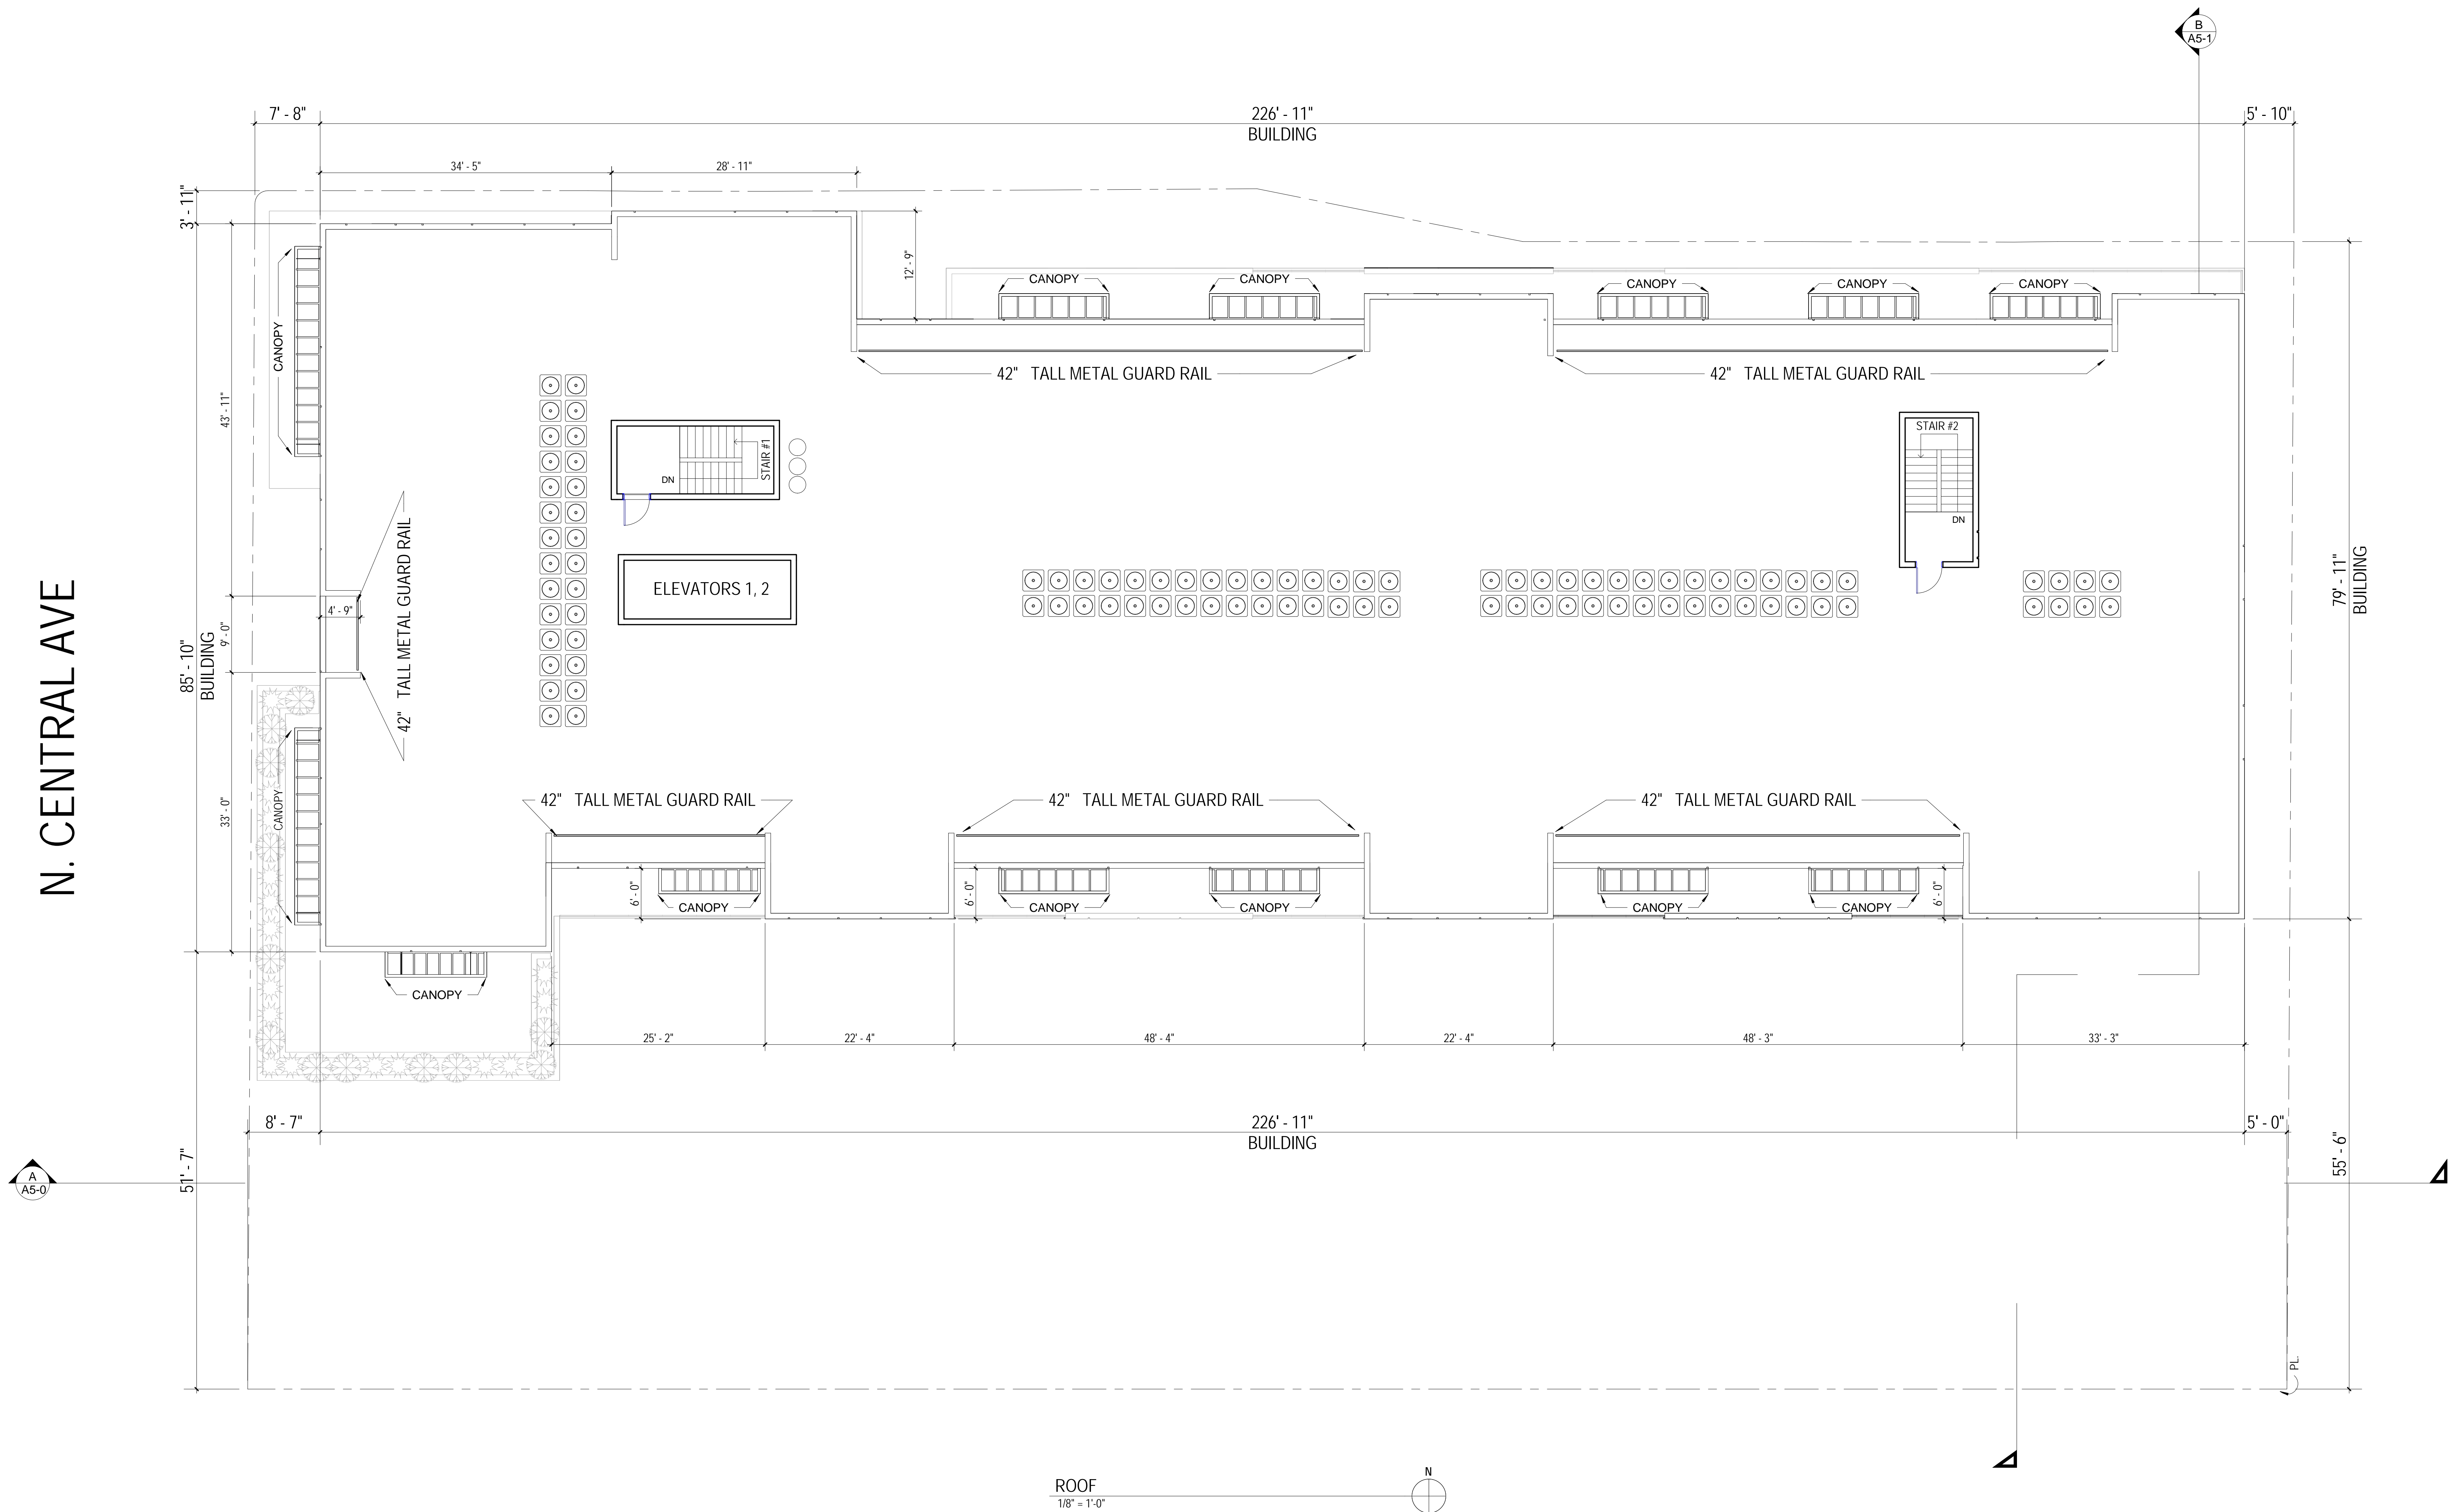 B
A5-1
7' - 8"
226' - 11"
BUILDING
5' - 10"
34' - 5"
28' - 11"
3' - 11"
12' - 9"
CANOPY
CANOPY
CANOPY
CANOPY
CANOPY
CANOPY
42" TALL METAL GUARD RAIL
42" TALL METAL GUARD RAIL
43' - 11"
STAIR #1
DN
STAIR #2
DN
N. CENTRAL AVE
42" TALL METAL GUARD RAIL
4' - 9"
9' - 0"
85' - 10"
BUILDING
ELEVATORS 1, 2
79' - 11"
BUILDING
33' - 0"
CANOPY
42" TALL METAL GUARD RAIL
42" TALL METAL GUARD RAIL
42" TALL METAL GUARD RAIL
6' - 0"
6' - 0"
6' - 0"
CANOPY
CANOPY
CANOPY
CANOPY
CANOPY
CANOPY
25' - 2"
22' - 4"
48' - 4"
22' - 4"
48' - 3"
33' - 3"
8' - 7"
226' - 11"
BUILDING
5' - 0"
51' - 7"
55' - 6"
A
A5-0
PL.
ROOF
1/8" = 1'-0"
N